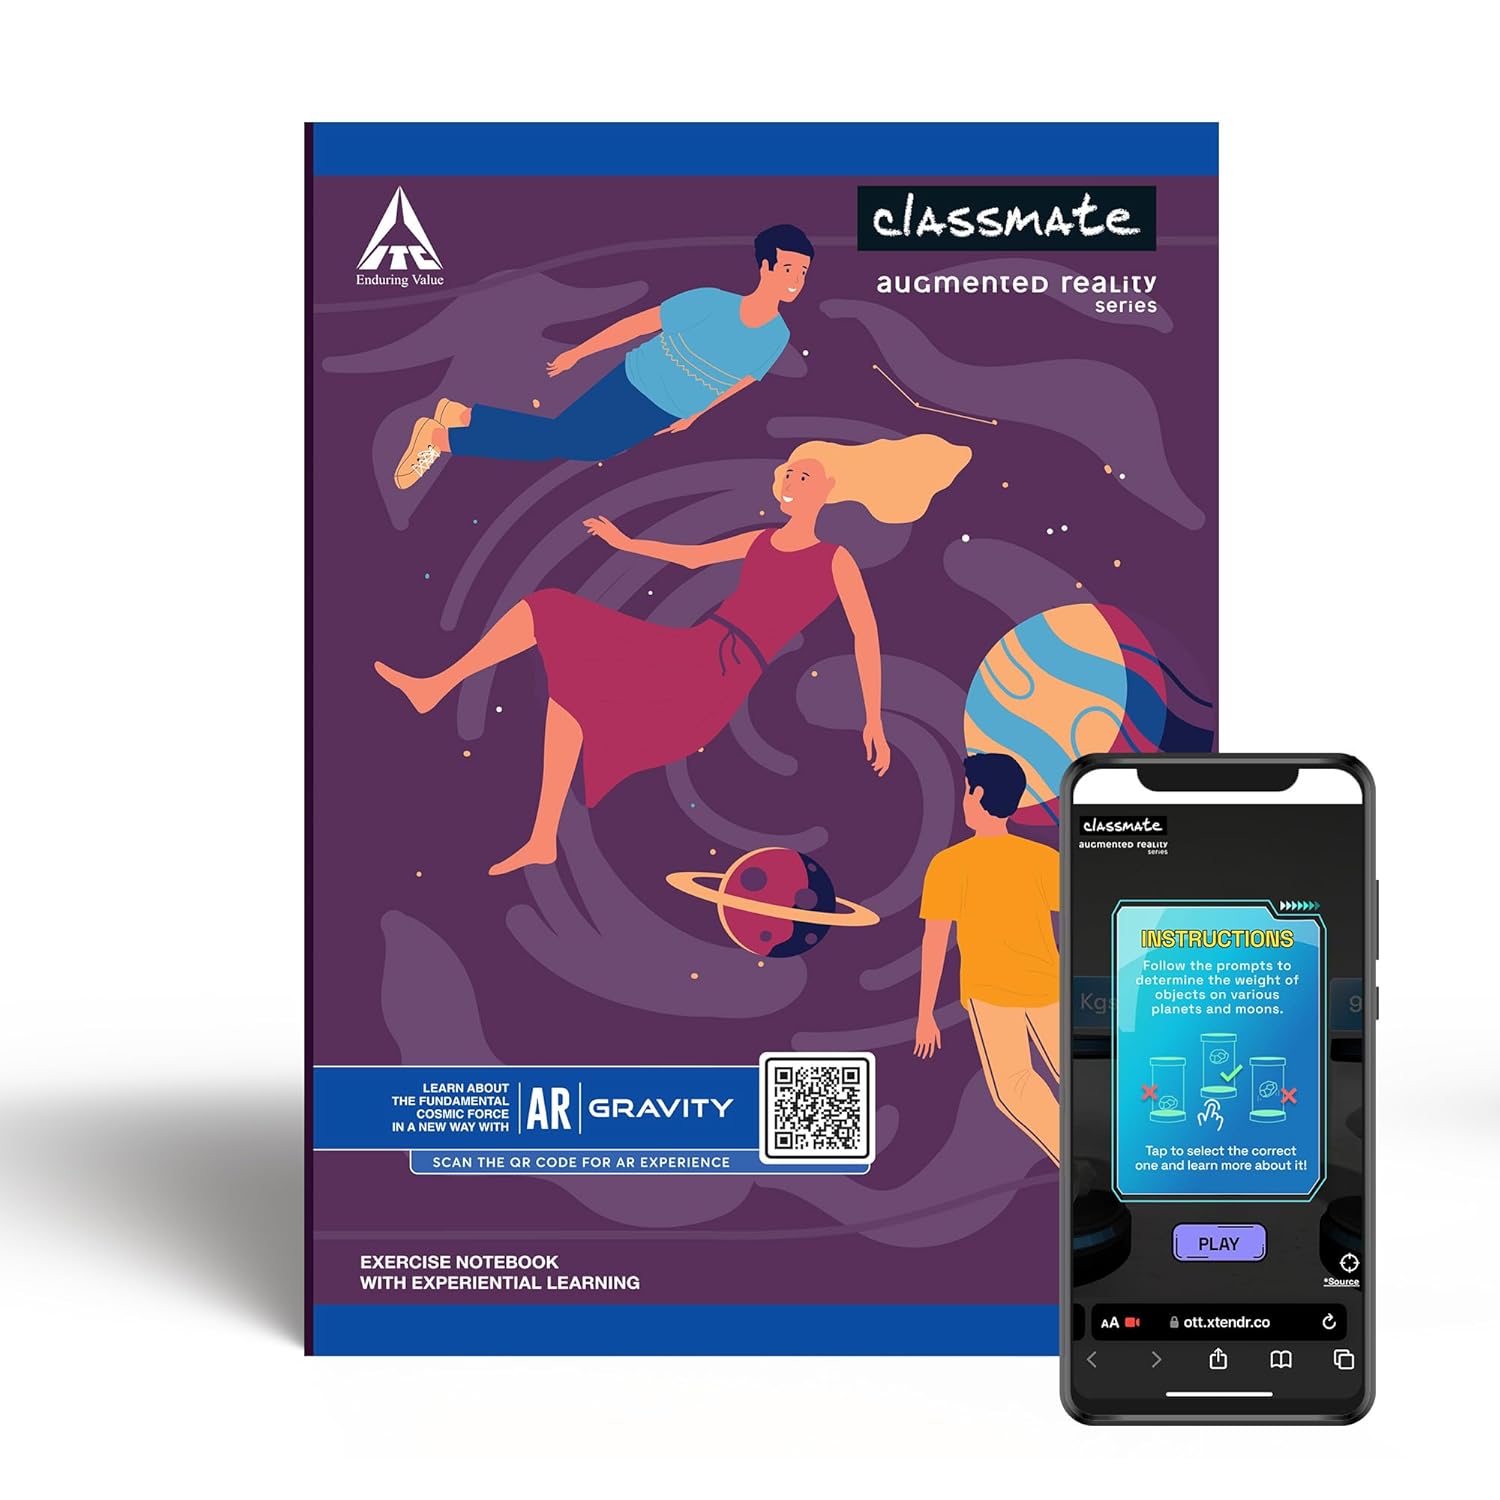 ITC
Enduring Value
classmate
augmented reality
series
LEARN ABOUT
THE FUNDAMENTAL
COSMIC FORCE
IN A NEW WAY WITH
AR
GRAVITY
SCAN THE QR CODE FOR AR EXPERIENCE
EXERCISE NOTEBOOK
WITH EXPERIENTIAL LEARNING
classmate
augmented reality
series
INSTRUCTIONS
Follow the prompts to
determine the weight of
objects on various
planets and moons.
Kgs
9
Tap to select the correct
one and learn more about it!
PLAY
*Source
AA
ott.xtendr.co